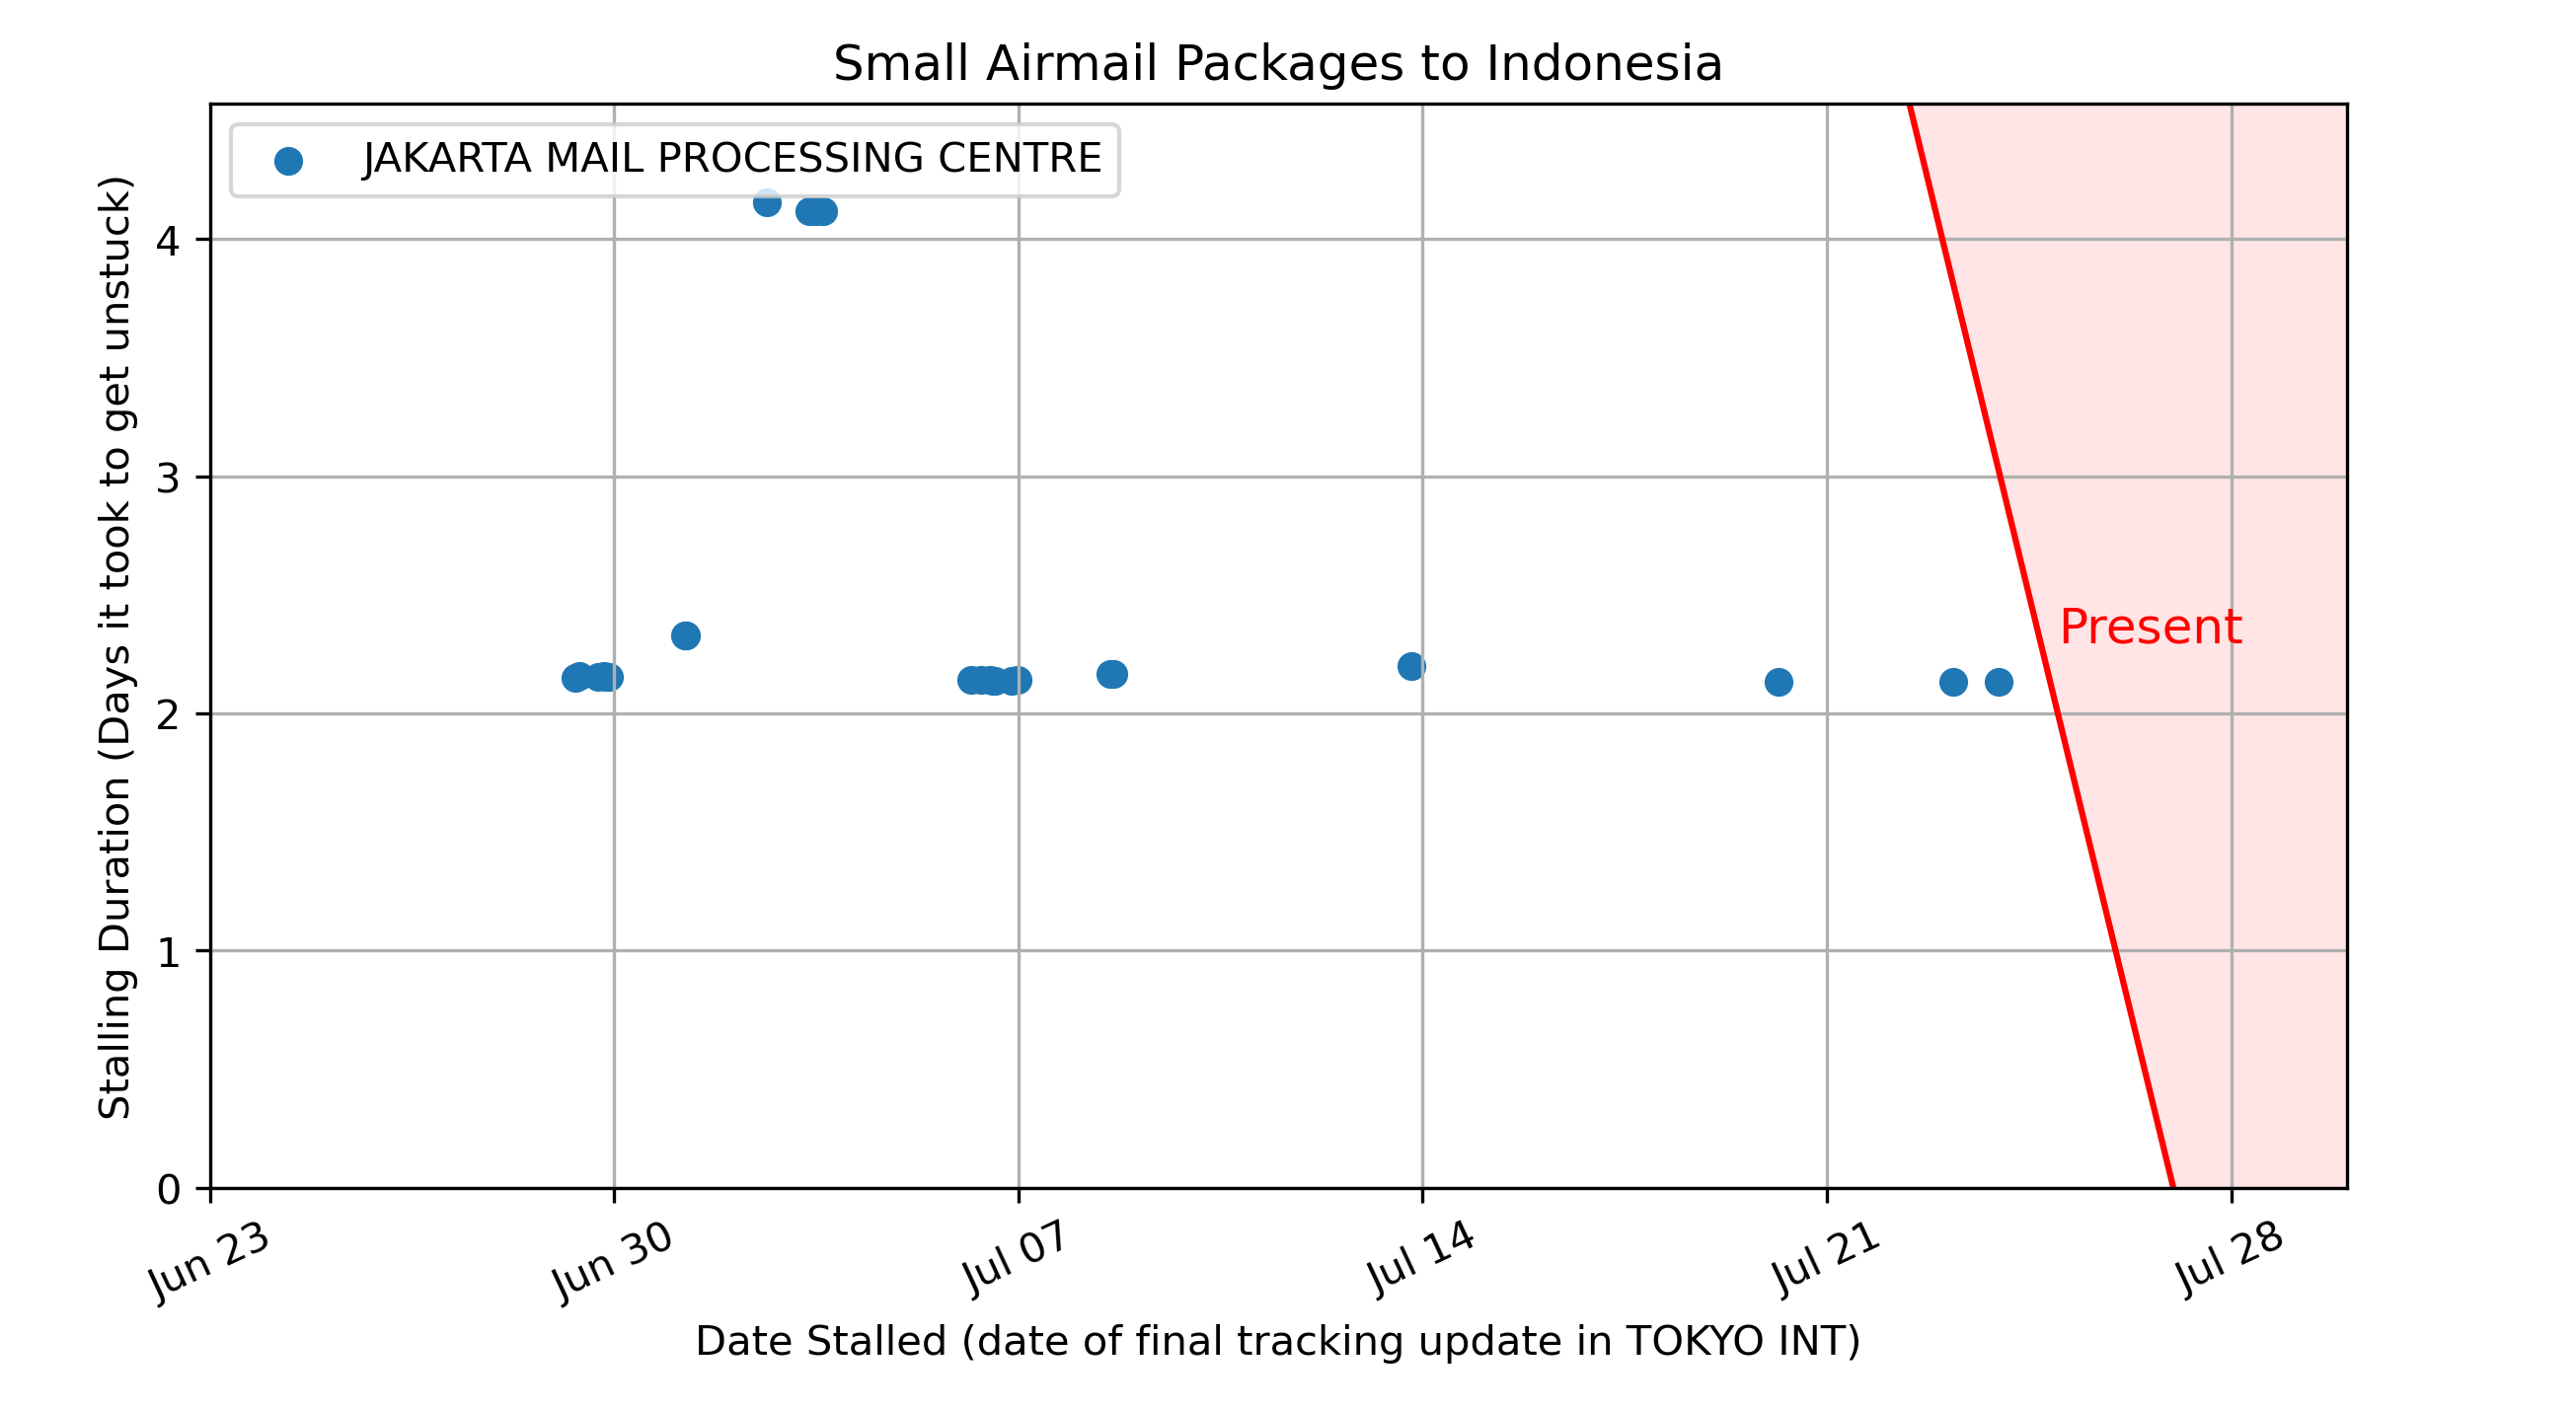 Small Airmail Packages to Indonesia
JAKARTA MAIL PROCESSING CENTRE
Stalling Duration (Days it took to get unstuck)
4
3
2
1
0
Present
Jun 23
Jun 30
Jul 07
Jul 14
Jul 21
Jul 28
Date Stalled (date of final tracking update in TOKYO INT)